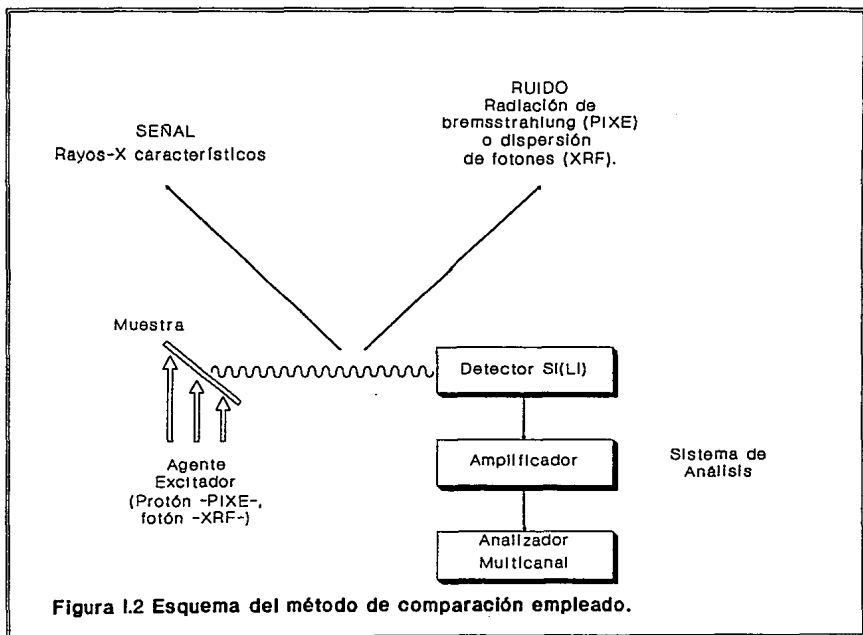 SEÑAL
Rayos-X característicos
RUIDO
Radiación de
bremsstrahlung (PIXE)
o dispersión
de fotones (XRF).
Muestra
Agente
Excitador
(Protón -PIXE-,
fotón -XRF-)
Detector SI(LI)
Amplificador
Analizador
Multicanal
Sistema de
Análisis
Figura I.2 Esquema del método de comparación empleado.